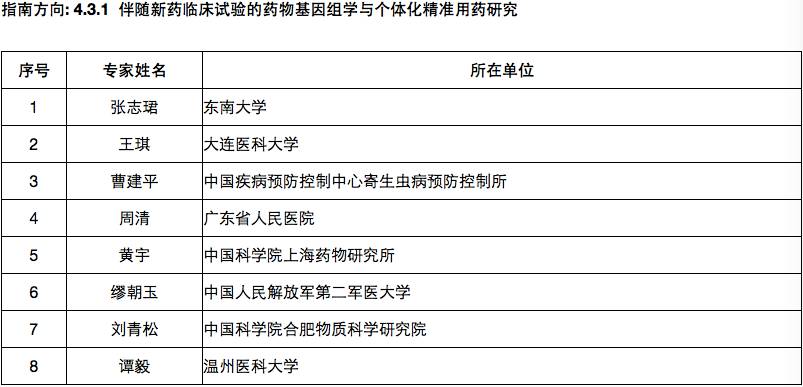 指南方向: 4.3.1 伴随新药临床试验的药物基因组学与个体化精准用药研究
序号 专家姓名 所在单位
1 张志珺 东南大学
2 王琪 大连医科大学
3 曹建平 中国疾病预防控制中心寄生虫病预防控制所
4 周清 广东省人民医院
5 黄宇 中国科学院上海药物研究所
6 缪朝玉 中国人民解放军第二军医大学
7 刘青松 中国科学院合肥物质科学研究院
8 谭毅 温州医科大学